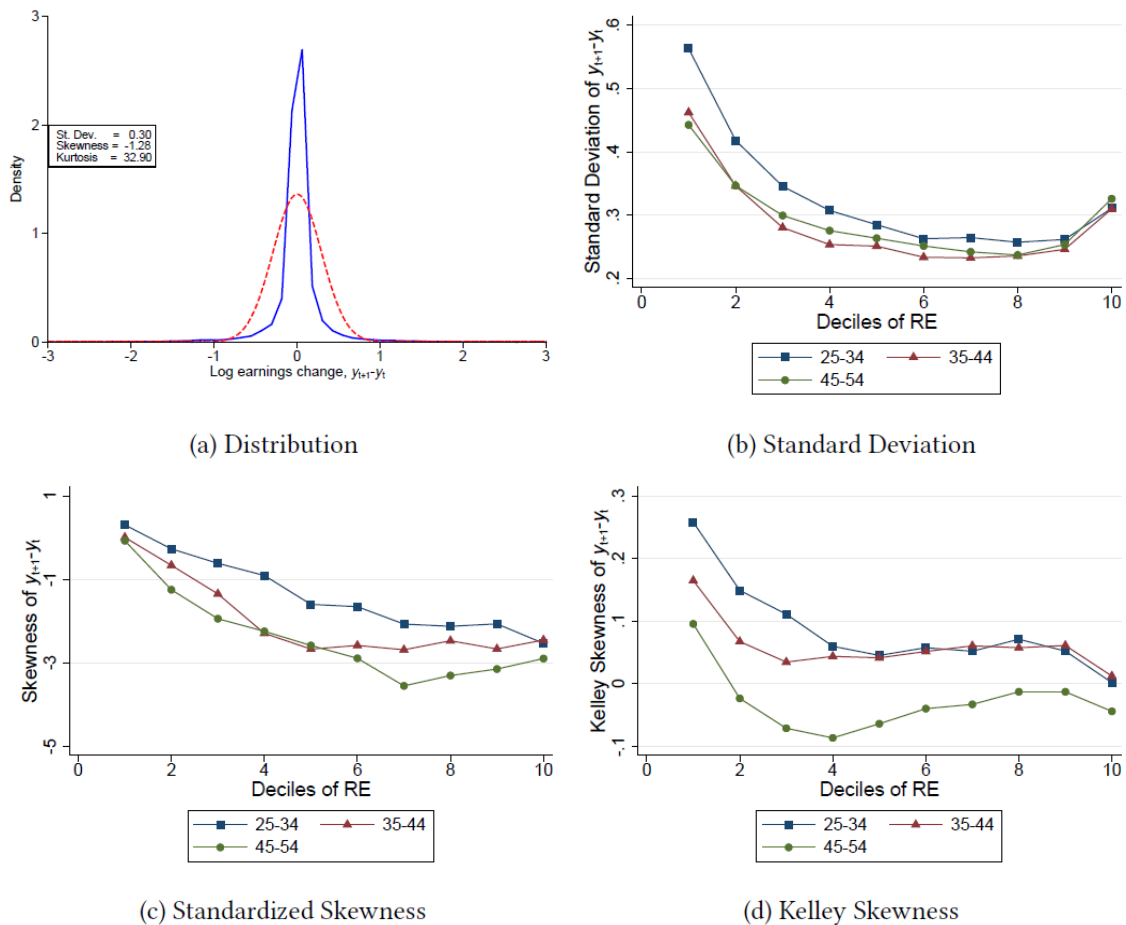 3
2
1
0
Density
St. Dev. = 0.30
Skewness = -1.28
Kurtosis = 32.90
-3 -2 -1 0 1 2 3
Log earnings change, yt+1-yt
(a) Distribution
.6
.5
.4
.3
.2
Standard Deviation of yt+1-yt
0 2 4 6 8 10
Deciles of RE
25-34 35-44
45-54
(b) Standard Deviation
1
-1
-3
-5
Skewness of yt+1-yt
0 2 4 6 8 10
Deciles of RE
25-34 35-44
45-54
(c) Standardized Skewness
.3
.2
.1
0
-.1
Kelley Skewness of yt+1-yt
0 2 4 6 8 10
Deciles of RE
25-34 35-44
45-54
(d) Kelley Skewness